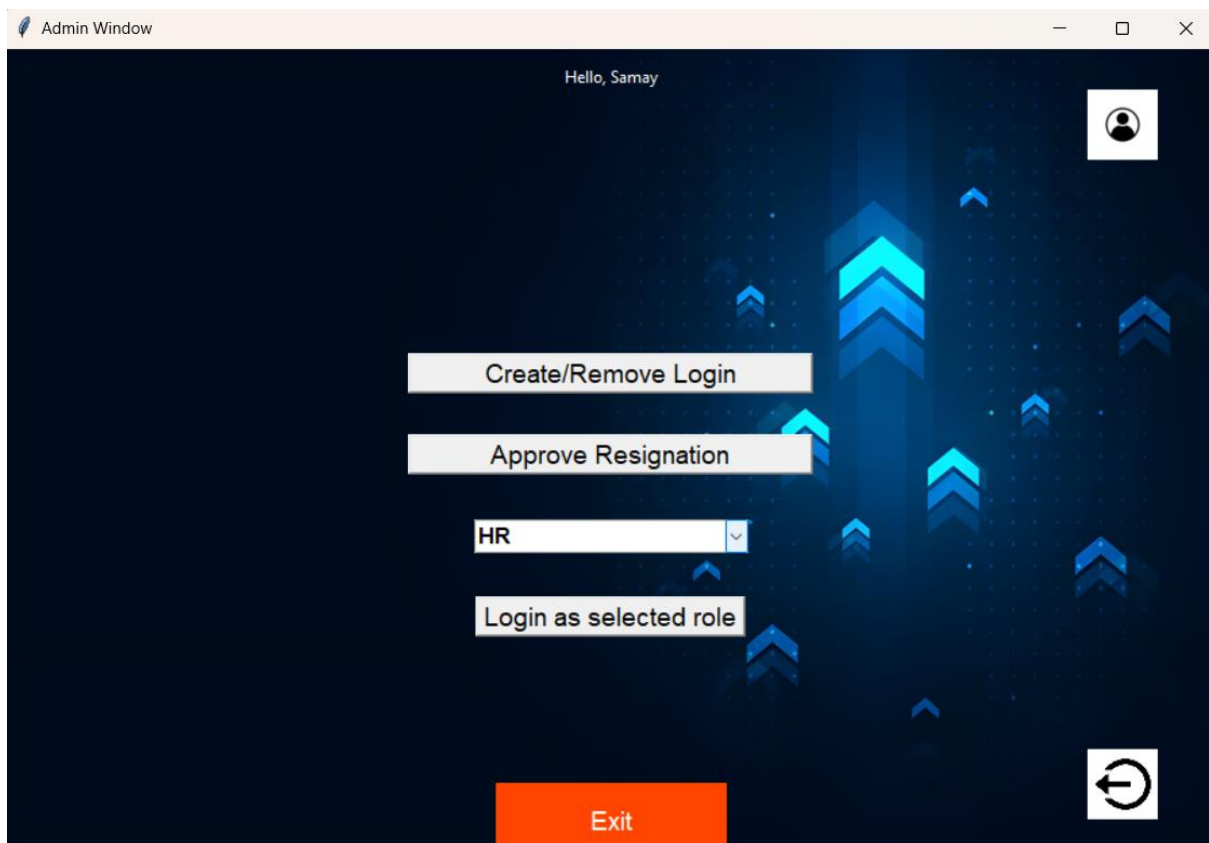 Admin Window
Hello, Samay
Create/Remove Login
Approve Resignation
HR
Login as selected role
Exit